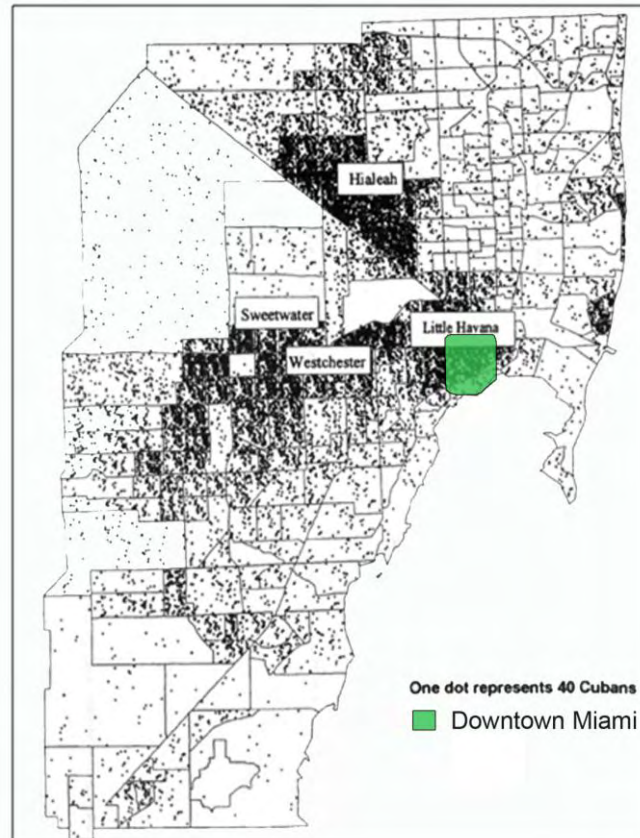 Hialeah
Sweetwater
Little Havana
Westchester
One dot represents 40 Cubans
Downtown Miami